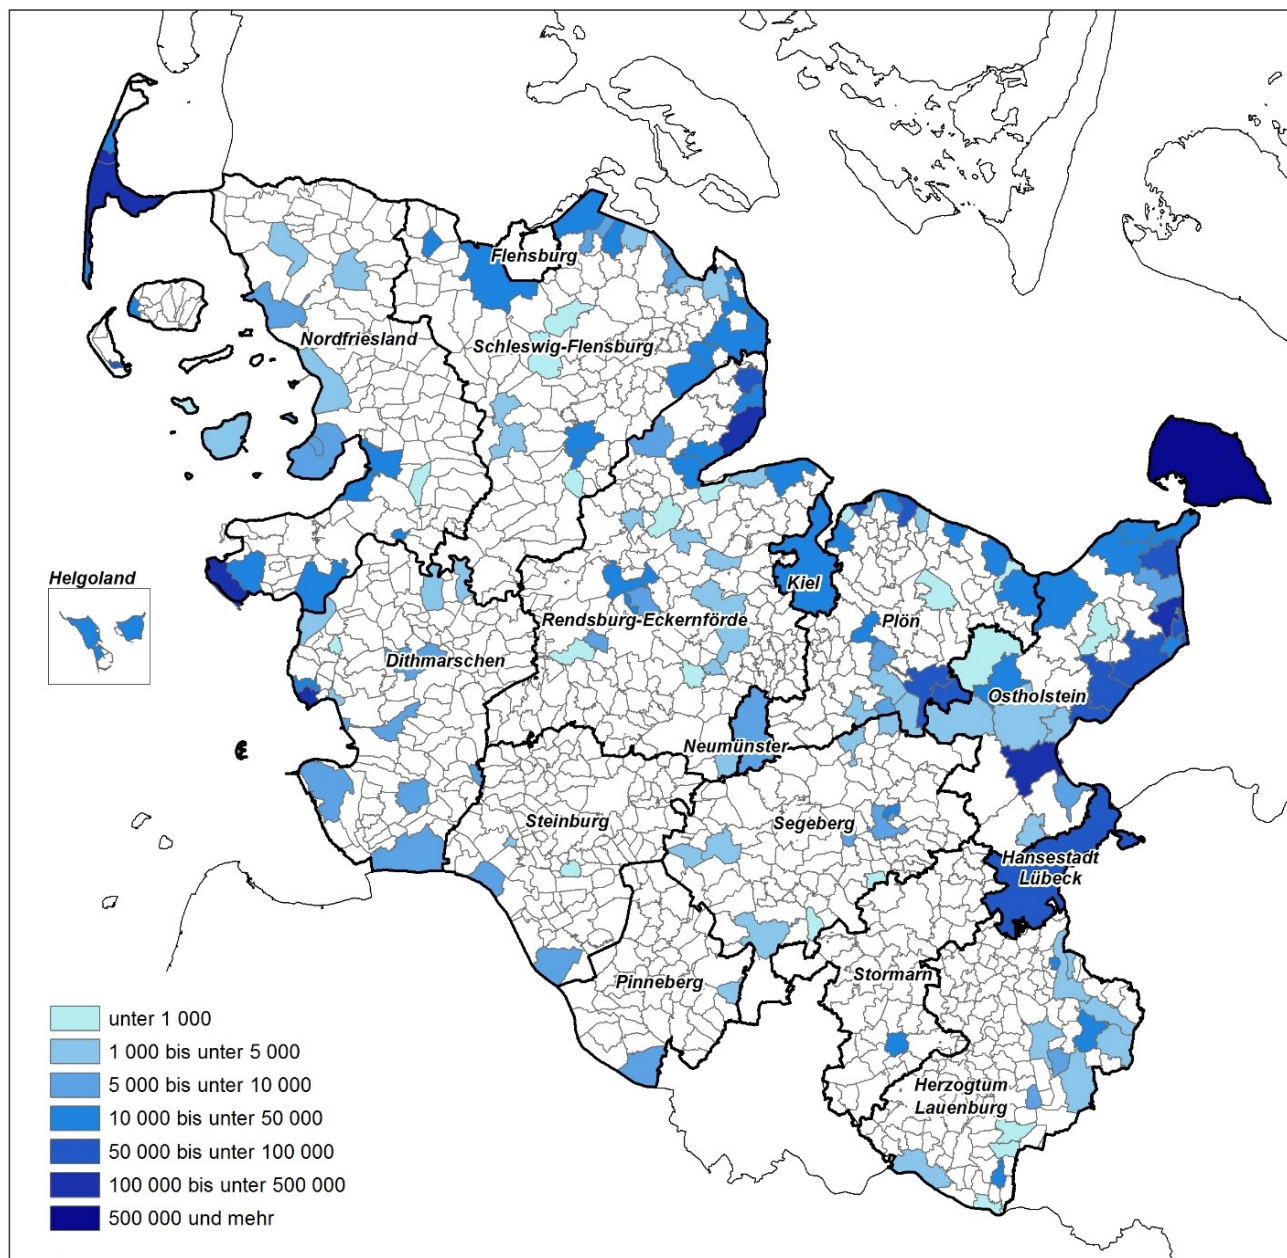 Flensburg
Nordfriesland
Schleswig-Flensburg
Helgoland
Kiel
Rendsburg-Eckernförde
Plön
Dithmarschen
Ostholstein
Neumünster
Steinburg
Segeberg
Hansestadt
Lübeck
Stormarn
Pinneberg
Herzogtum
Lauenburg
unter 1 000
1 000 bis unter 5 000
5 000 bis unter 10 000
10 000 bis unter 50 000
50 000 bis unter 100 000
100 000 bis unter 500 000
500 000 und mehr